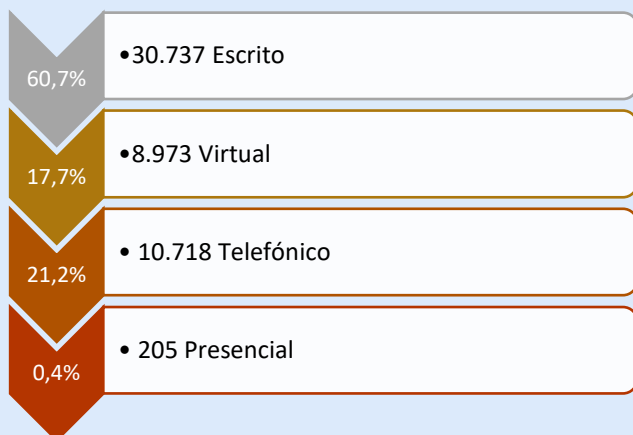 60,7%
•30.737 Escrito
17,7%
•8.973 Virtual
21,2%
• 10.718 Telefónico
0,4%
• 205 Presencial